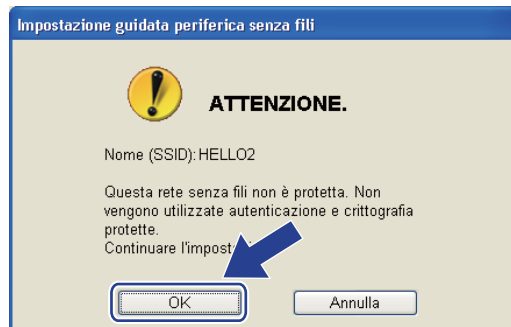 Impostazione guidata periferica senza fili
ATTENZIONE.
Nome (SSID): HELLO2
Questa rete senza fili non è protetta. Non
vengono utilizzate autenticazione e crittografia
protette.
Continuare
OK
Annulla